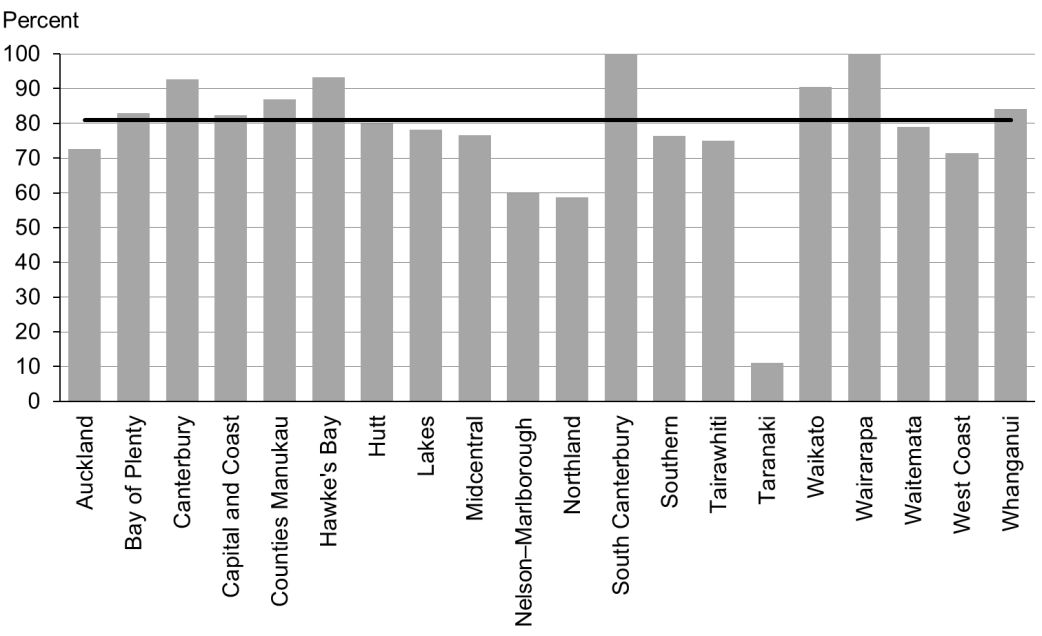 Percent
100
90
80
70
60
50
40
30
20
10
0
Auckland
Bay of Plenty
Canterbury
Capital and Coast
Counties Manukau
Hawke's Bay
Hutt
Lakes
Midcentral
Nelson–Marlborough
Northland
South Canterbury
Southern
Tairawhiti
Taranaki
Waikato
Wairarapa
Waitemata
West Coast
Whanganui